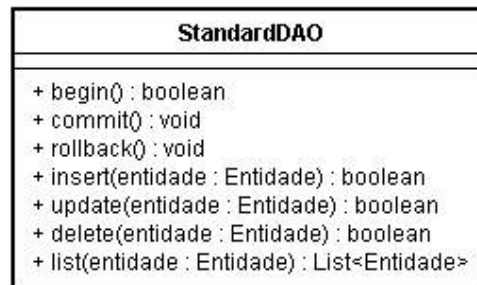 StandardDAO
+ begin() : boolean
+ commit() : void
+ rollback() : void
+ insert(entidade : Entidade) : boolean
+ update(entidade : Entidade) : boolean
+ delete(entidade : Entidade) : boolean
+ list(entidade : Entidade) : List<Entidade>